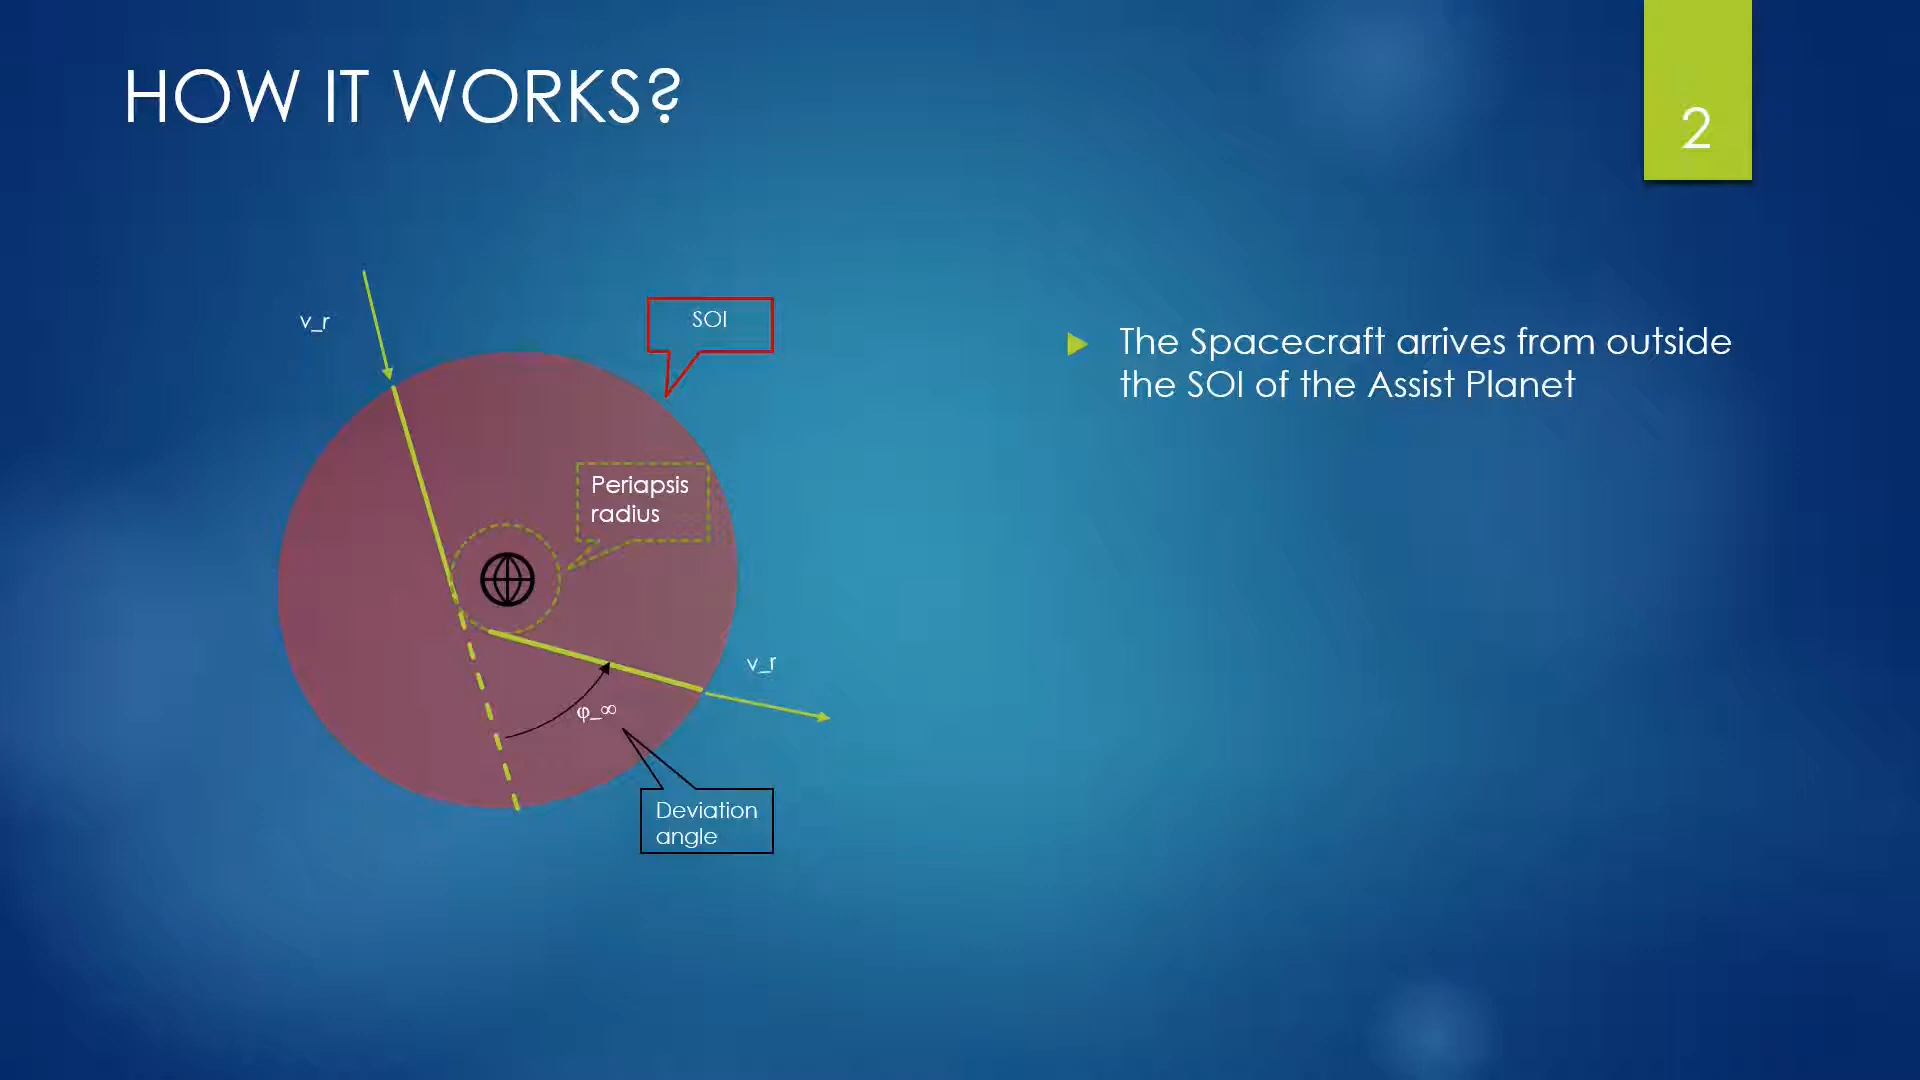 HOW IT WORKS?
2
v_r
SOI
Periapsis
radius
v_r
φ_∞
Deviation
angle
The Spacecraft arrives from outside
the SOI of the Assist Planet